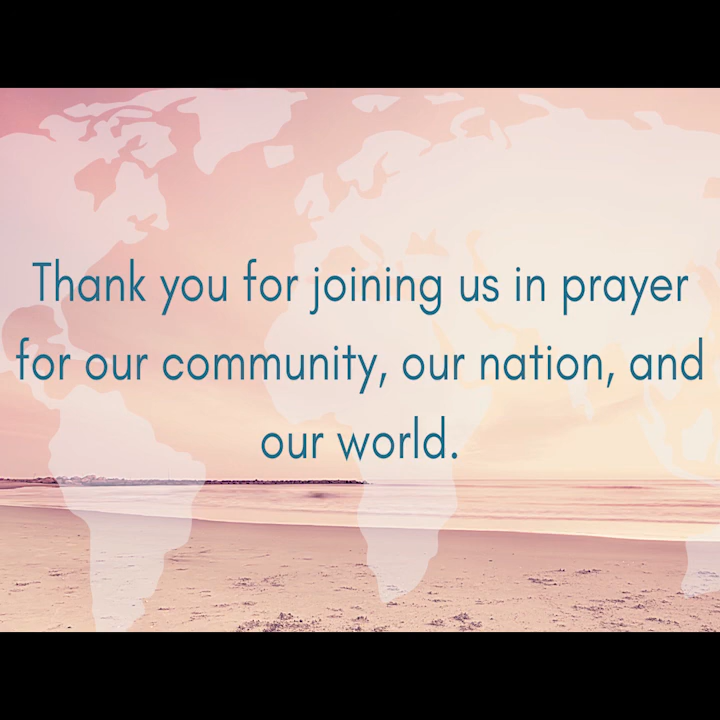 Thank you for joining us in prayer
for our community, our nation, and
our world.